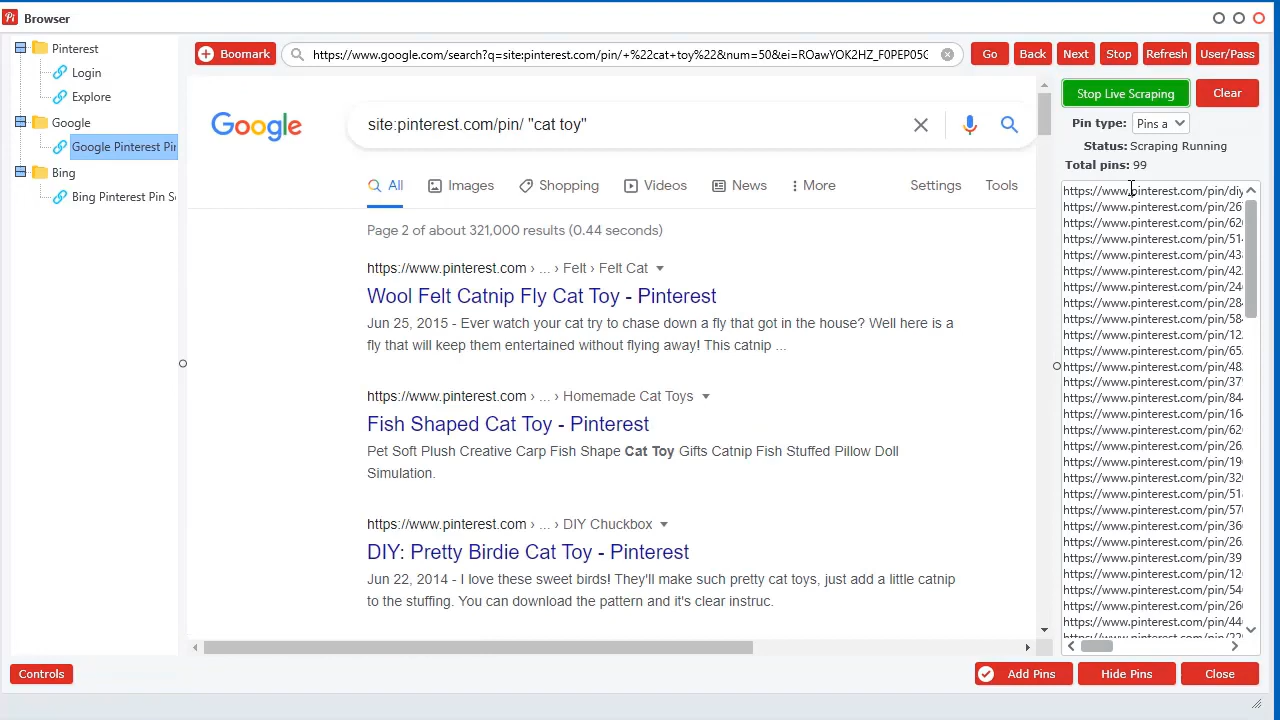 Browser
Pinterest
Login
Explore
Google
Google Pinterest Pin
Bing
Bing Pinterest Pin S
Boomark
https://www.google.com/search?q=site:pinterest.com/pin/+%22cat+toy%22&num=50&ei=ROawYOK2HZ_F0PEP05G
Go
Back
Next
Stop
Refresh
User/Pass
Google
site:pinterest.com/pin/ "cat toy"
All
Images
Shopping
Videos
News
More
Settings
Tools
Page 2 of about 321,000 results (0.44 seconds)
https://www.pinterest.com › ... › Felt › Felt Cat
Wool Felt Catnip Fly Cat Toy - Pinterest
Jun 25, 2015 - Ever watch your cat try to chase down a fly that got in the house? Well here is a
fly that will keep them entertained without flying away! This catnip ...
https://www.pinterest.com › ... › Homemade Cat Toys
Fish Shaped Cat Toy - Pinterest
Pet Soft Plush Creative Carp Fish Shape Cat Toy Gifts Catnip Fish Stuffed Pillow Doll
Simulation.
https://www.pinterest.com › ... › DIY Chuckbox
DIY: Pretty Birdie Cat Toy - Pinterest
Jun 22, 2014 - I love these sweet birds! They'll make such pretty cat toys, just add a little catnip
to the stuffing. You can download the pattern and it's clear instruc.
Stop Live Scraping
Clear
Pin type: Pins a
Status: Scraping Running
Total pins: 99
https://www.pinterest.com/pin/diy
https://www.pinterest.com/pin/26
https://www.pinterest.com/pin/62
https://www.pinterest.com/pin/51
https://www.pinterest.com/pin/43
https://www.pinterest.com/pin/42
https://www.pinterest.com/pin/24
https://www.pinterest.com/pin/28
https://www.pinterest.com/pin/58
https://www.pinterest.com/pin/12
https://www.pinterest.com/pin/65
https://www.pinterest.com/pin/48
https://www.pinterest.com/pin/37
https://www.pinterest.com/pin/84
https://www.pinterest.com/pin/16
https://www.pinterest.com/pin/62
https://www.pinterest.com/pin/26
https://www.pinterest.com/pin/19
https://www.pinterest.com/pin/32
https://www.pinterest.com/pin/51
https://www.pinterest.com/pin/57
https://www.pinterest.com/pin/36
https://www.pinterest.com/pin/26
https://www.pinterest.com/pin/39
https://www.pinterest.com/pin/12
https://www.pinterest.com/pin/54
https://www.pinterest.com/pin/26
https://www.pinterest.com/pin/44
Controls
Add Pins
Hide Pins
Close